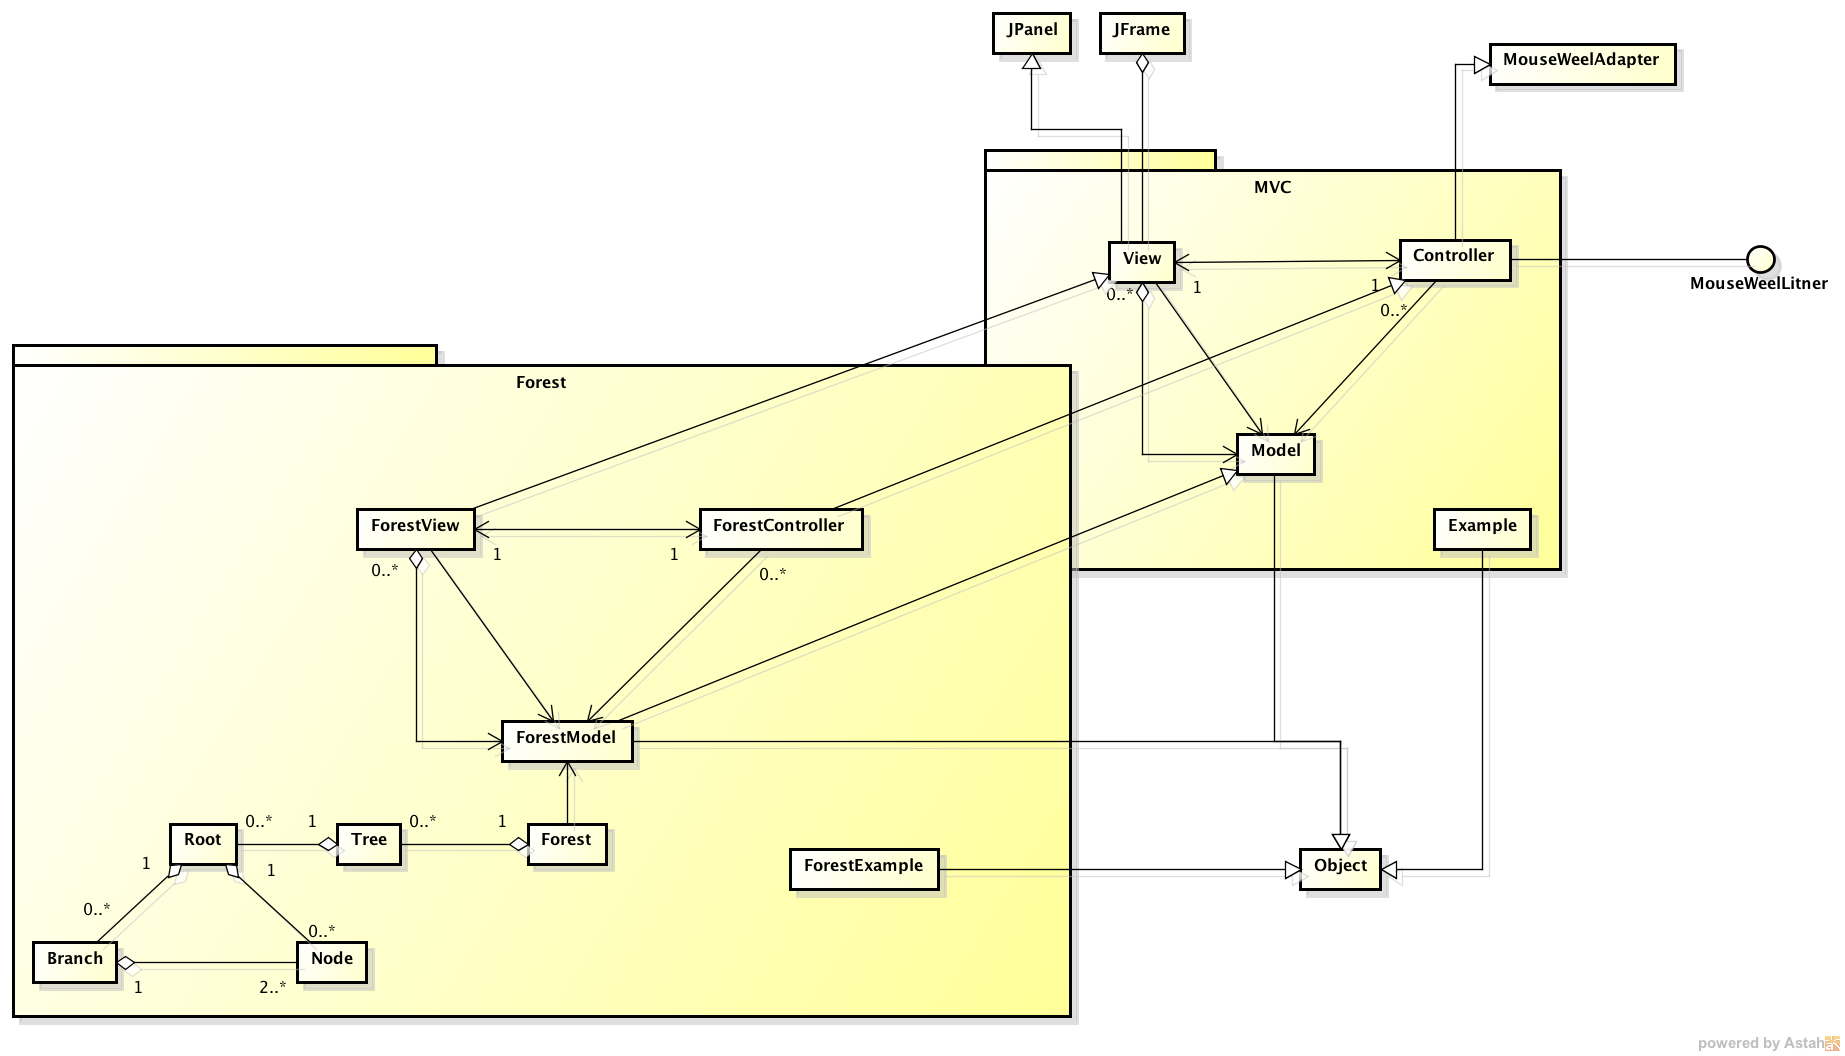 JPanel
JFrame
MouseWeelAdapter
MVC
View
Controller
MouseWeelLitner
0..*
1
1
0..*
Forest
Model
ForestView
ForestController
Example
0..*
1
1
0..*
ForestModel
Root
0..*
1
Tree
0..*
1
Forest
1
1
ForestExample
Object
0..*
0..*
Branch
Node
1
2..*
powered by Astah